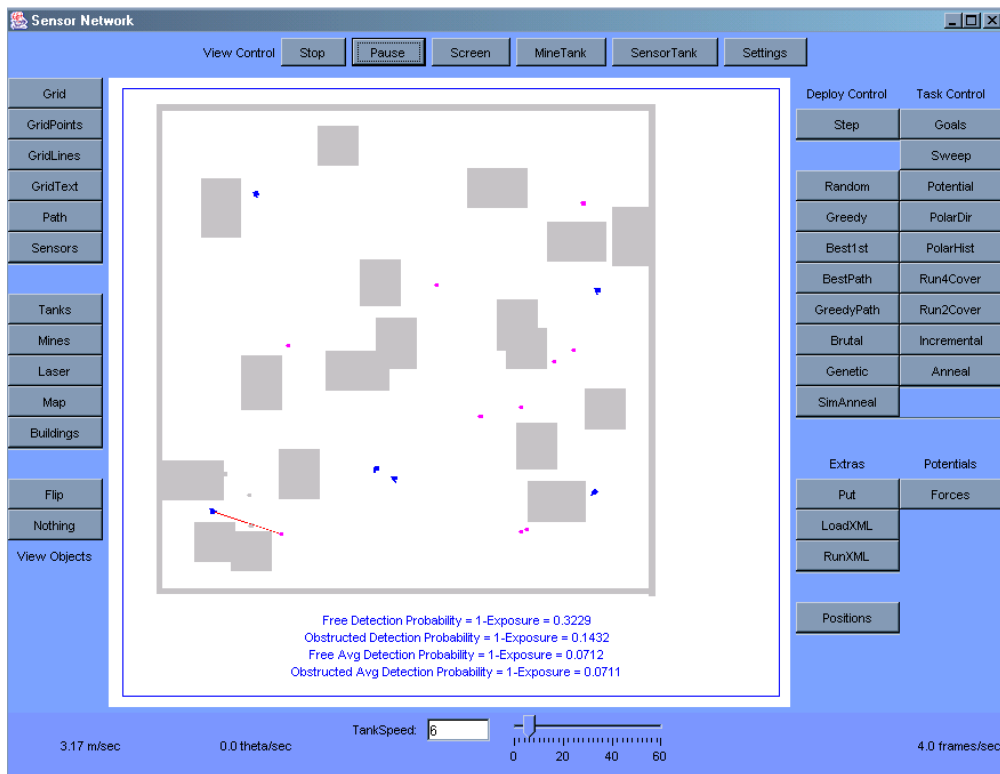 Sensor Network
View Control Stop Pause Screen MineTank SensorTank Settings
Grid
GridPoints
GridLines
GridText
Path
Sensors
Tanks
Mines
Laser
Map
Buildings
Flip
Nothing
View Objects
Free Detection Probability = 1-Exposure = 0.3229
Obstructed Detection Probability = 1-Exposure = 0.1432
Free Avg Detection Probability = 1-Exposure = 0.0712
Obstructed Avg Detection Probability = 1-Exposure = 0.0711
Deploy Control Task Control
Step Goals
Sweep
Random Potential
Greedy PolarDir
Best1st PolarHist
BestPath Run4Cover
GreedyPath Run2Cover
Brutal Incremental
Genetic Anneal
SimAnneal
Extras Potentials
Put Forces
LoadXML
RunXML
Positions
3.17 m/sec 0.0 theta/sec TankSpeed: 6 4.0 frames/sec
0 20 40 60